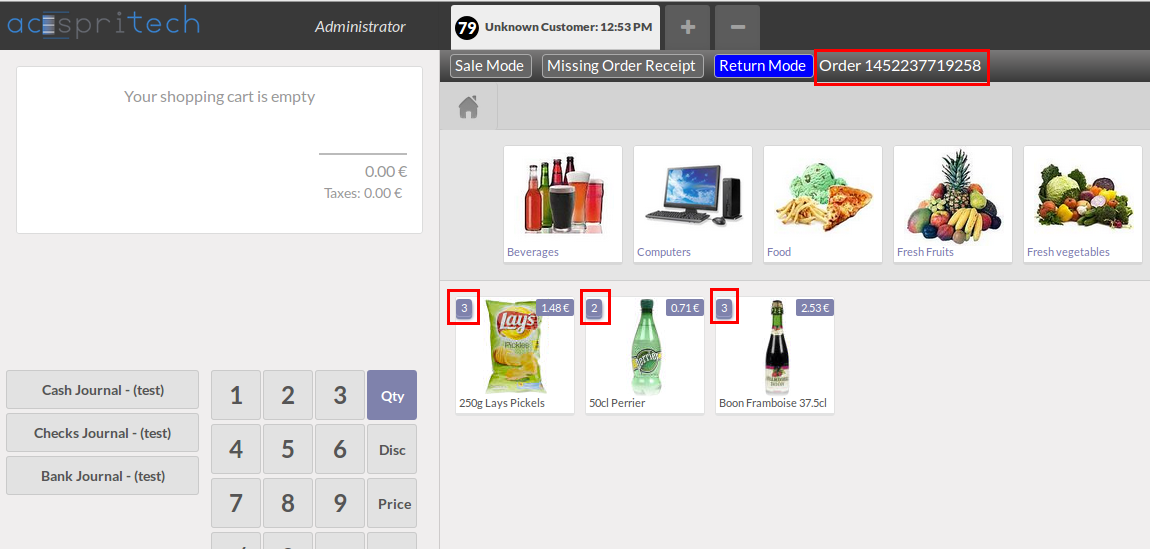 acespritech
Administrator
79 Unknown Customer: 12:53 PM + −
Sale Mode Missing Order Receipt Return Mode Order 1452237719258
Your shopping cart is empty
0.00 €
Taxes: 0.00 €
Beverages Computers Food Fresh Fruits Fresh vegetables
3 1.48 € 2 0.71 € 3 2.53 €
Lay's
Pickles
Perrier
250g Lays Pickels 50cl Perrier Boon Framboise 37.5cl
Cash Journal - (test)
Checks Journal - (test)
Bank Journal - (test)
1 2 3 Qty
4 5 6 Disc
7 8 9 Price